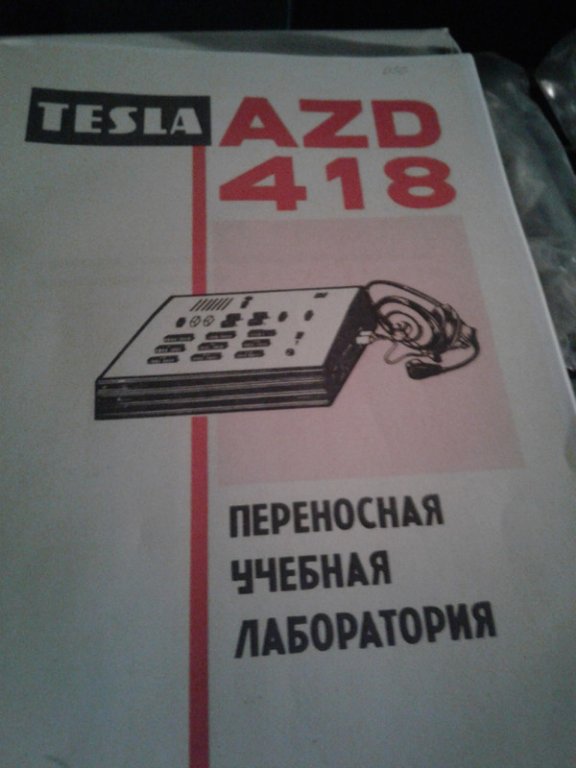 TESLA AZD
418
ПЕРЕНОСНАЯ
УЧЕБНАЯ
ЛАБОРАТОРИЯ